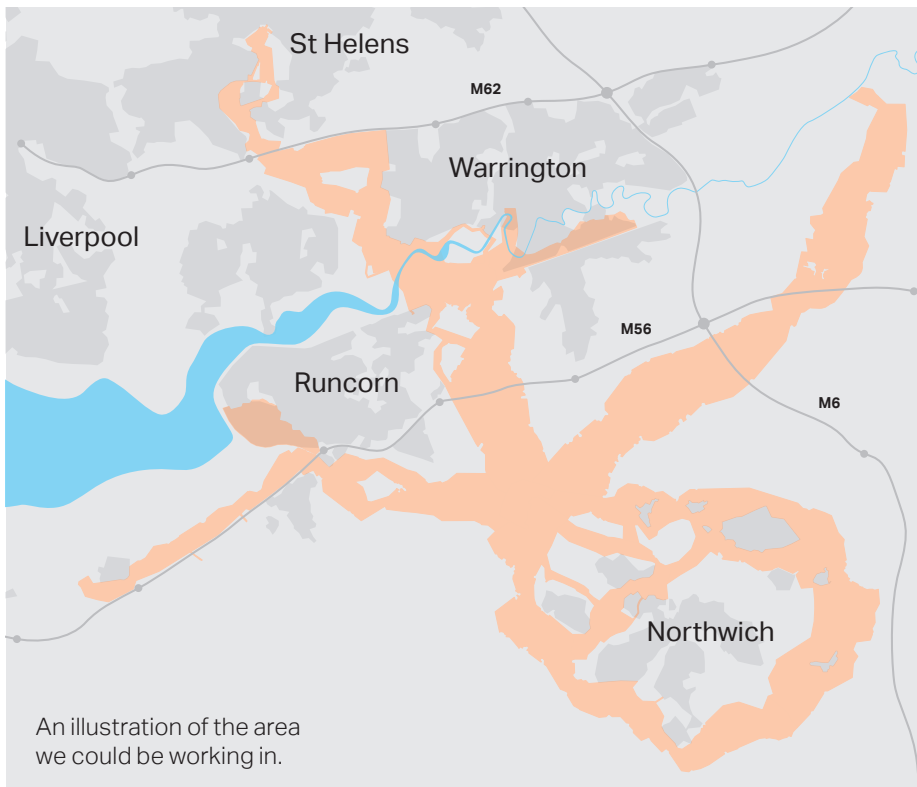 St Helens
M62
Warrington
Liverpool
M56
Runcorn
M6
Northwich
An illustration of the area
we could be working in.